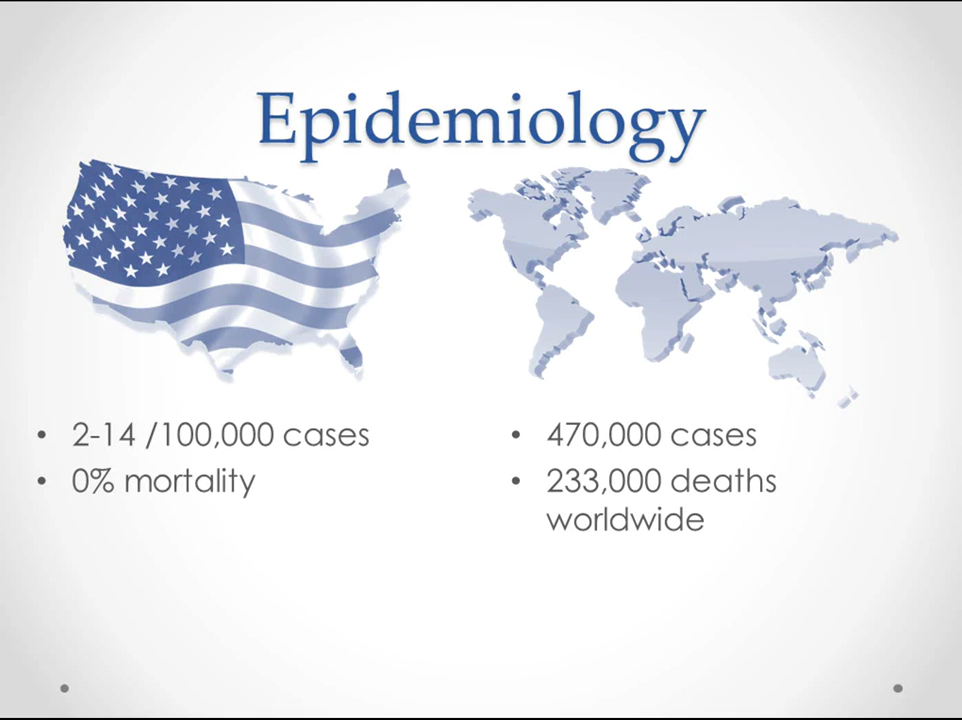 Epidemiology
• 2-14 /100,000 cases
• 0% mortality
• 470,000 cases
• 233,000 deaths
worldwide